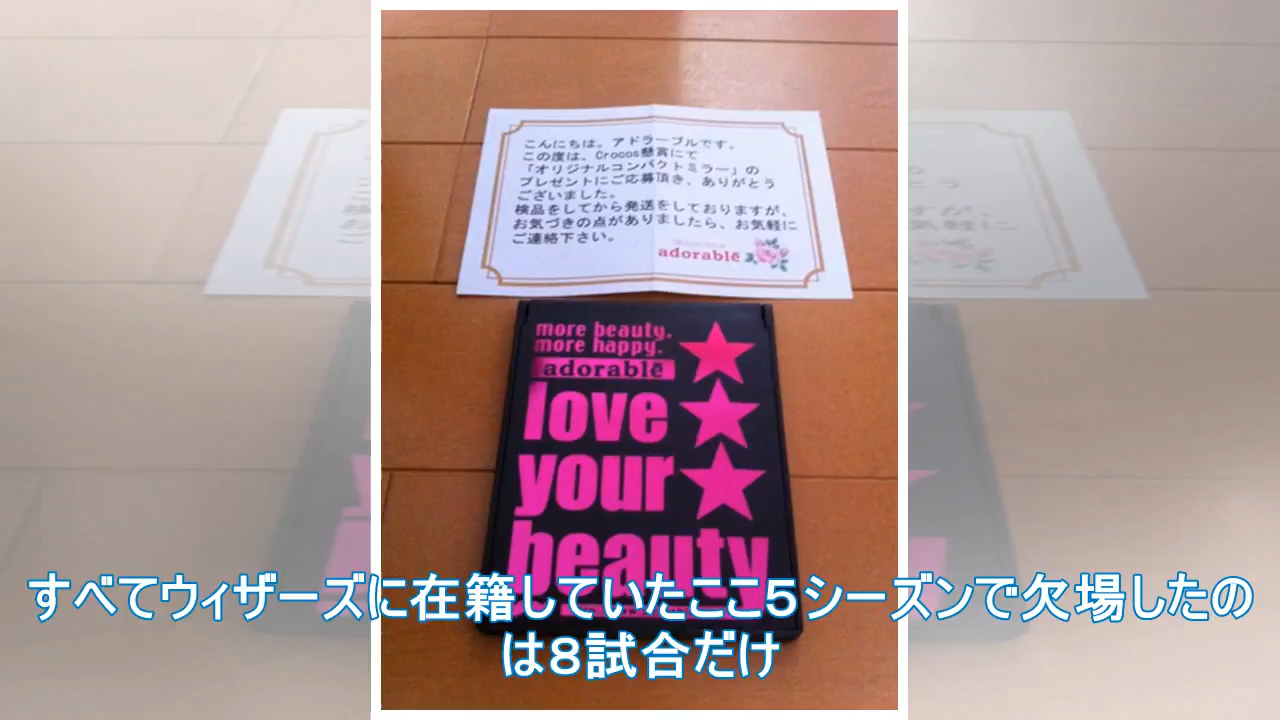 こんにちは。アドラーブルです。
この度は、Crocos懸賞にて
「オリジナルコンパクトミラー」の
プレゼントにご応募頂き、ありがとう
ございました。
検品をしてから発送をしておりますが、
お気づきの点がありましたら、お気軽に
ご連絡下さい。
adorablē
more beauty.
more happy.
adorablē
love
your
beauty
すべてウィザーズに在籍していたここ５シーズンで欠場したの
は８試合だけ